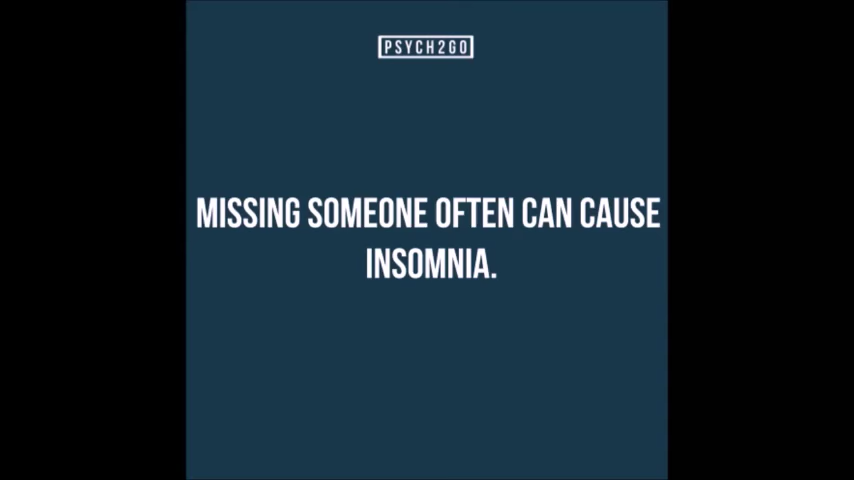 PSYCH2GO
MISSING SOMEONE OFTEN CAN CAUSE
INSOMNIA.